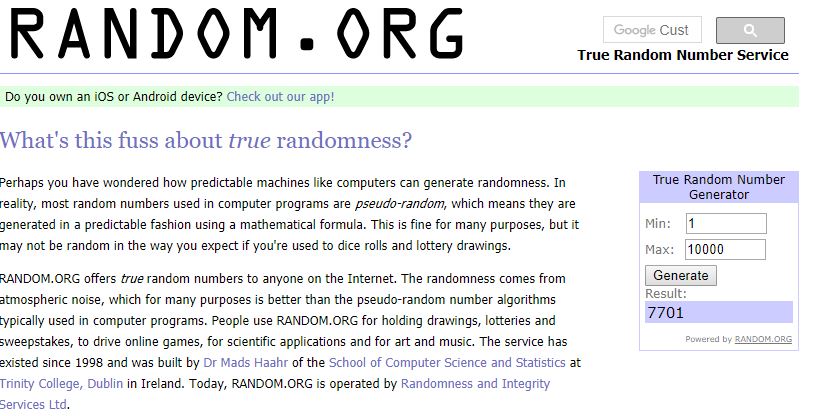 RANDOM.ORG
Google Cust
True Random Number Service
Do you own an iOS or Android device? Check out our app!
What's this fuss about true randomness?
Perhaps you have wondered how predictable machines like computers can generate randomness. In
reality, most random numbers used in computer programs are pseudo-random, which means they are
generated in a predictable fashion using a mathematical formula. This is fine for many purposes, but it
may not be random in the way you expect if you're used to dice rolls and lottery drawings.
RANDOM.ORG offers true random numbers to anyone on the Internet. The randomness comes from
atmospheric noise, which for many purposes is better than the pseudo-random number algorithms
typically used in computer programs. People use RANDOM.ORG for holding drawings, lotteries and
sweepstakes, to drive online games, for scientific applications and for art and music. The service has
existed since 1998 and was built by Dr Mads Haahr of the School of Computer Science and Statistics at
Trinity College, Dublin in Ireland. Today, RANDOM.ORG is operated by Randomness and Integrity
Services Ltd.
True Random Number
Generator
Min: 1
Max: 10000
Generate
Result:
7701
Powered by RANDOM.ORG